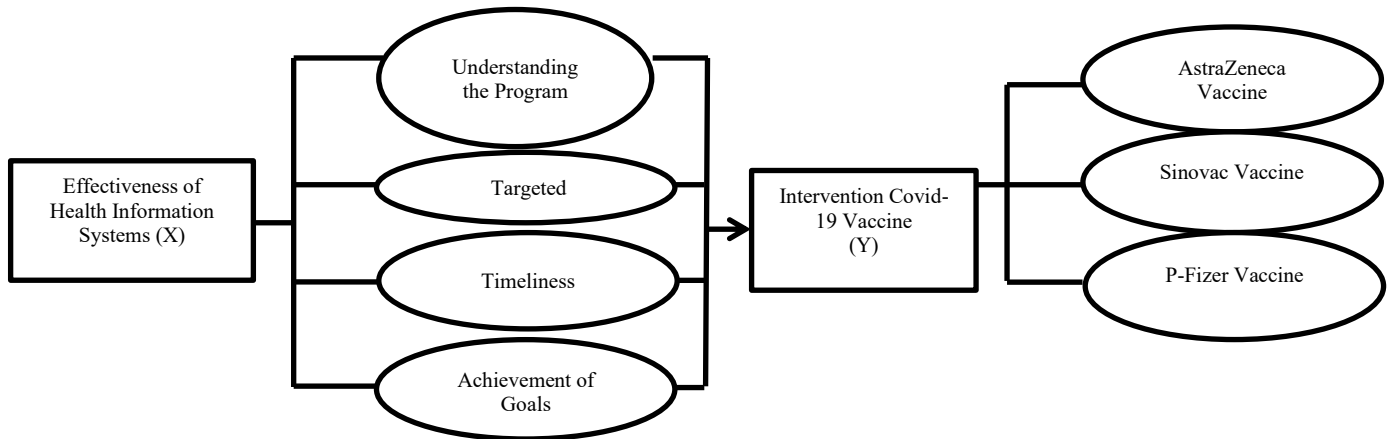 Effectiveness of
Health Information
Systems (X)
Understanding
the Program
Targeted
Timeliness
Achievement of
Goals
Intervention Covid-
19 Vaccine
(Y)
AstraZeneca
Vaccine
Sinovac Vaccine
P-Fizer Vaccine